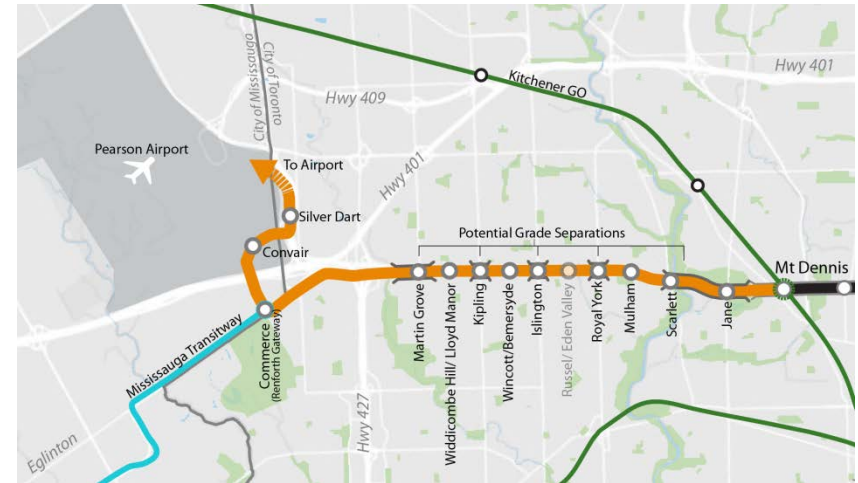 City of Mississauga
City of Toronto
Hwy 409
Kitchener GO
Hwy 401
Pearson Airport
To Airport
Hwy 401
Silver Dart
Convair
Potential Grade Separations
Mt Dennis
Mississauga Transitway
Commerce
(Renforth Gateway)
Martin Grove
Widdicombe Hill/ Lloyd Manor
Kipling
Wincott/Bemersyde
Islington
Russel/ Eden Valley
Royal York
Mulham
Scarlett
Jane
Hwy 427
Eglinton